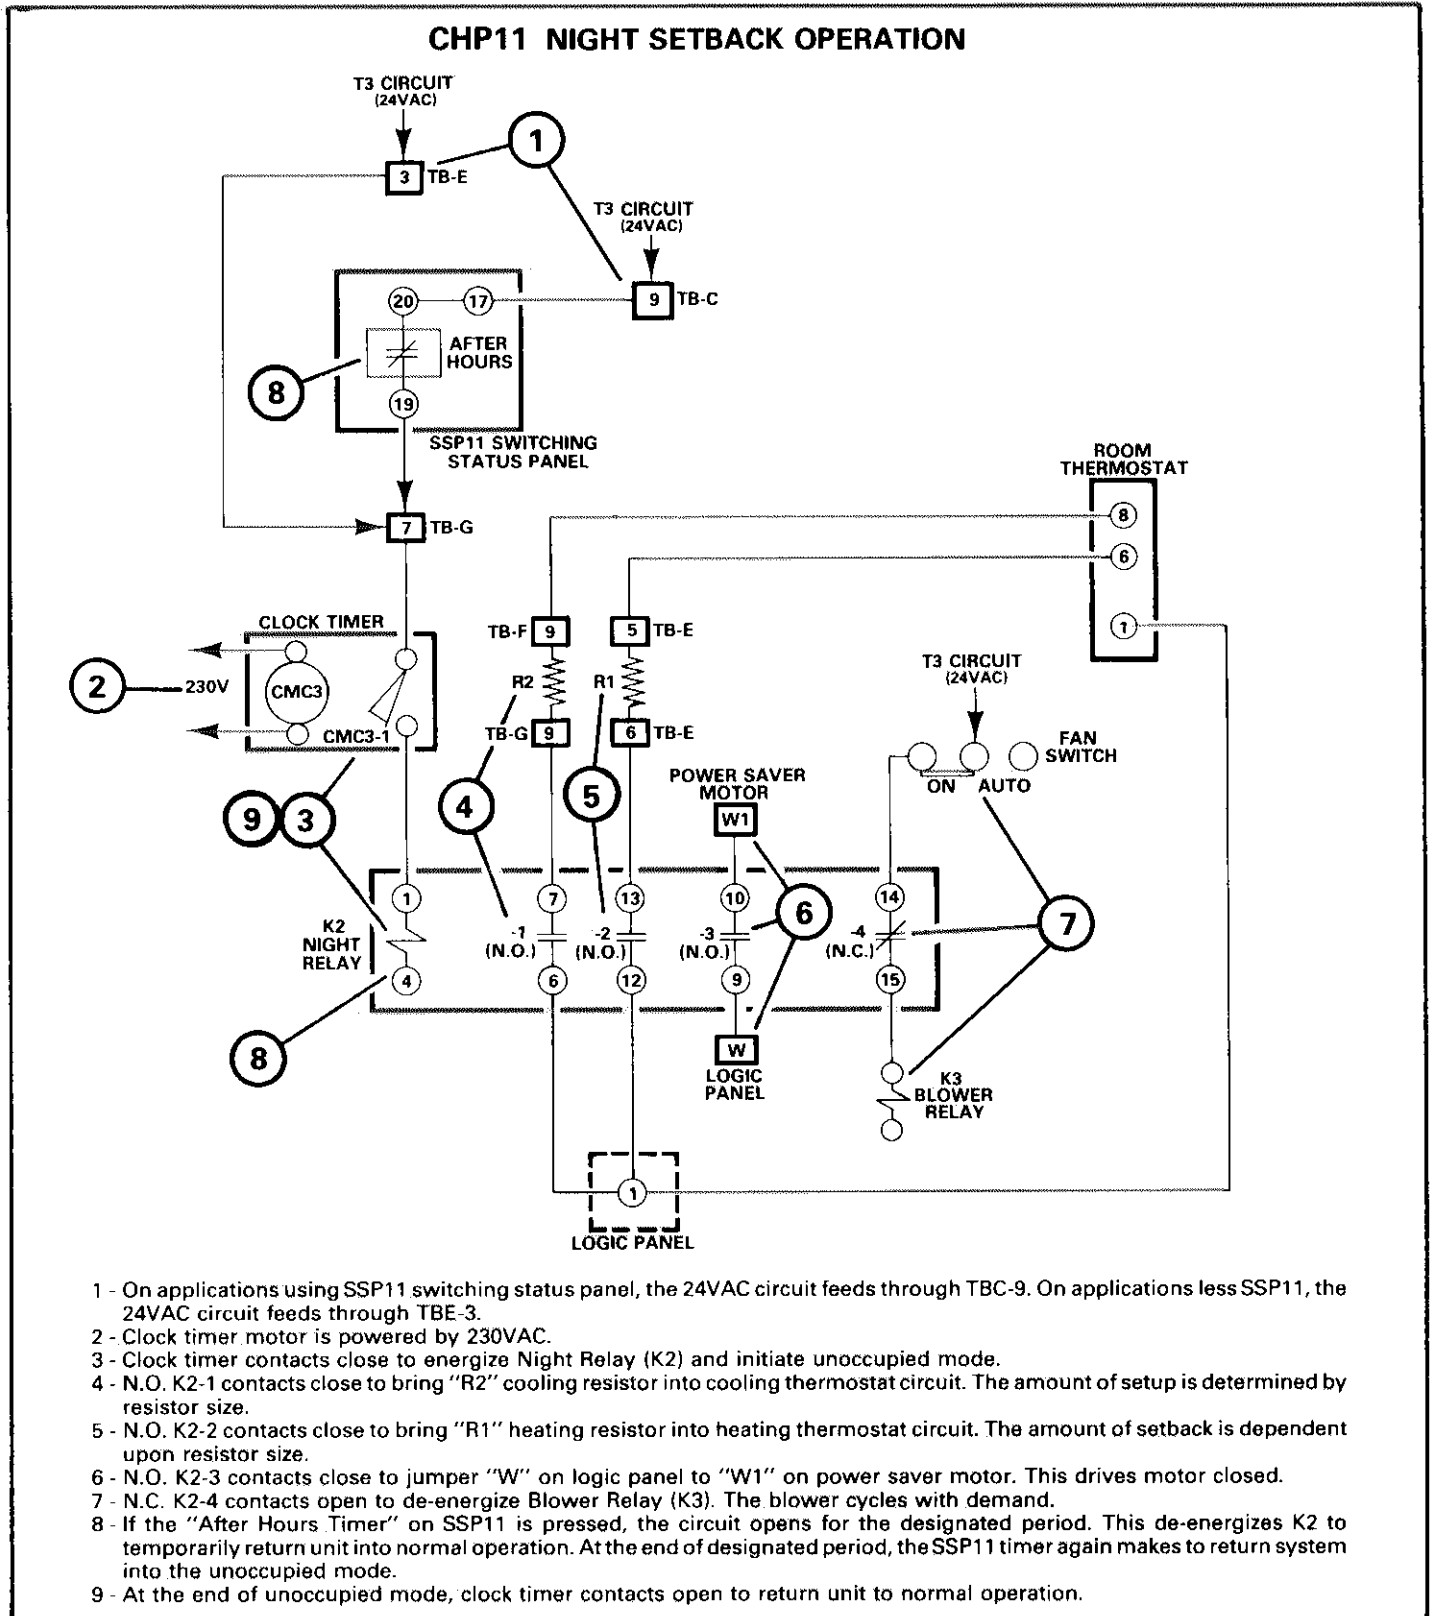 CHP11 NIGHT SETBACK OPERATION
T3 CIRCUIT
(24VAC)
1
3
TB-E
T3 CIRCUIT
(24VAC)
9
TB-C
20
17
AFTER
HOURS
8
19
SSP11 SWITCHING
STATUS PANEL
7
TB-G
ROOM
THERMOSTAT
8
6
1
CLOCK TIMER
2
230V
CMC3
CMC3-1
TB-F
9
5
TB-E
R2
R1
TB-G
9
6
TB-E
T3 CIRCUIT
(24VAC)
FAN
SWITCH
ON
AUTO
9
3
4
5
POWER SAVER
MOTOR
W1
1
7
13
10
14
6
7
K2
NIGHT
RELAY
-1
(N.O.)
-2
(N.O.)
-3
(N.O.)
-4
(N.C.)
4
6
12
9
15
8
W
LOGIC
PANEL
K3
BLOWER
RELAY
1
LOGIC PANEL
1 - On applications using SSP11 switching status panel, the 24VAC circuit feeds through TBC-9. On applications less SSP11, the
24VAC circuit feeds through TBE-3.
2 - Clock timer motor is powered by 230VAC.
3 - Clock timer contacts close to energize Night Relay (K2) and initiate unoccupied mode.
4 - N.O. K2-1 contacts close to bring "R2" cooling resistor into cooling thermostat circuit. The amount of setup is determined by
resistor size.
5 - N.O. K2-2 contacts close to bring "R1" heating resistor into heating thermostat circuit. The amount of setback is dependent
upon resistor size.
6 - N.O. K2-3 contacts close to jumper "W" on logic panel to "W1" on power saver motor. This drives motor closed.
7 - N.C. K2-4 contacts open to de-energize Blower Relay (K3). The blower cycles with demand.
8 - If the "After Hours Timer" on SSP11 is pressed, the circuit opens for the designated period. This de-energizes K2 to
temporarily return unit into normal operation. At the end of designated period, the SSP11 timer again makes to return system
into the unoccupied mode.
9 - At the end of unoccupied mode, clock timer contacts open to return unit to normal operation.